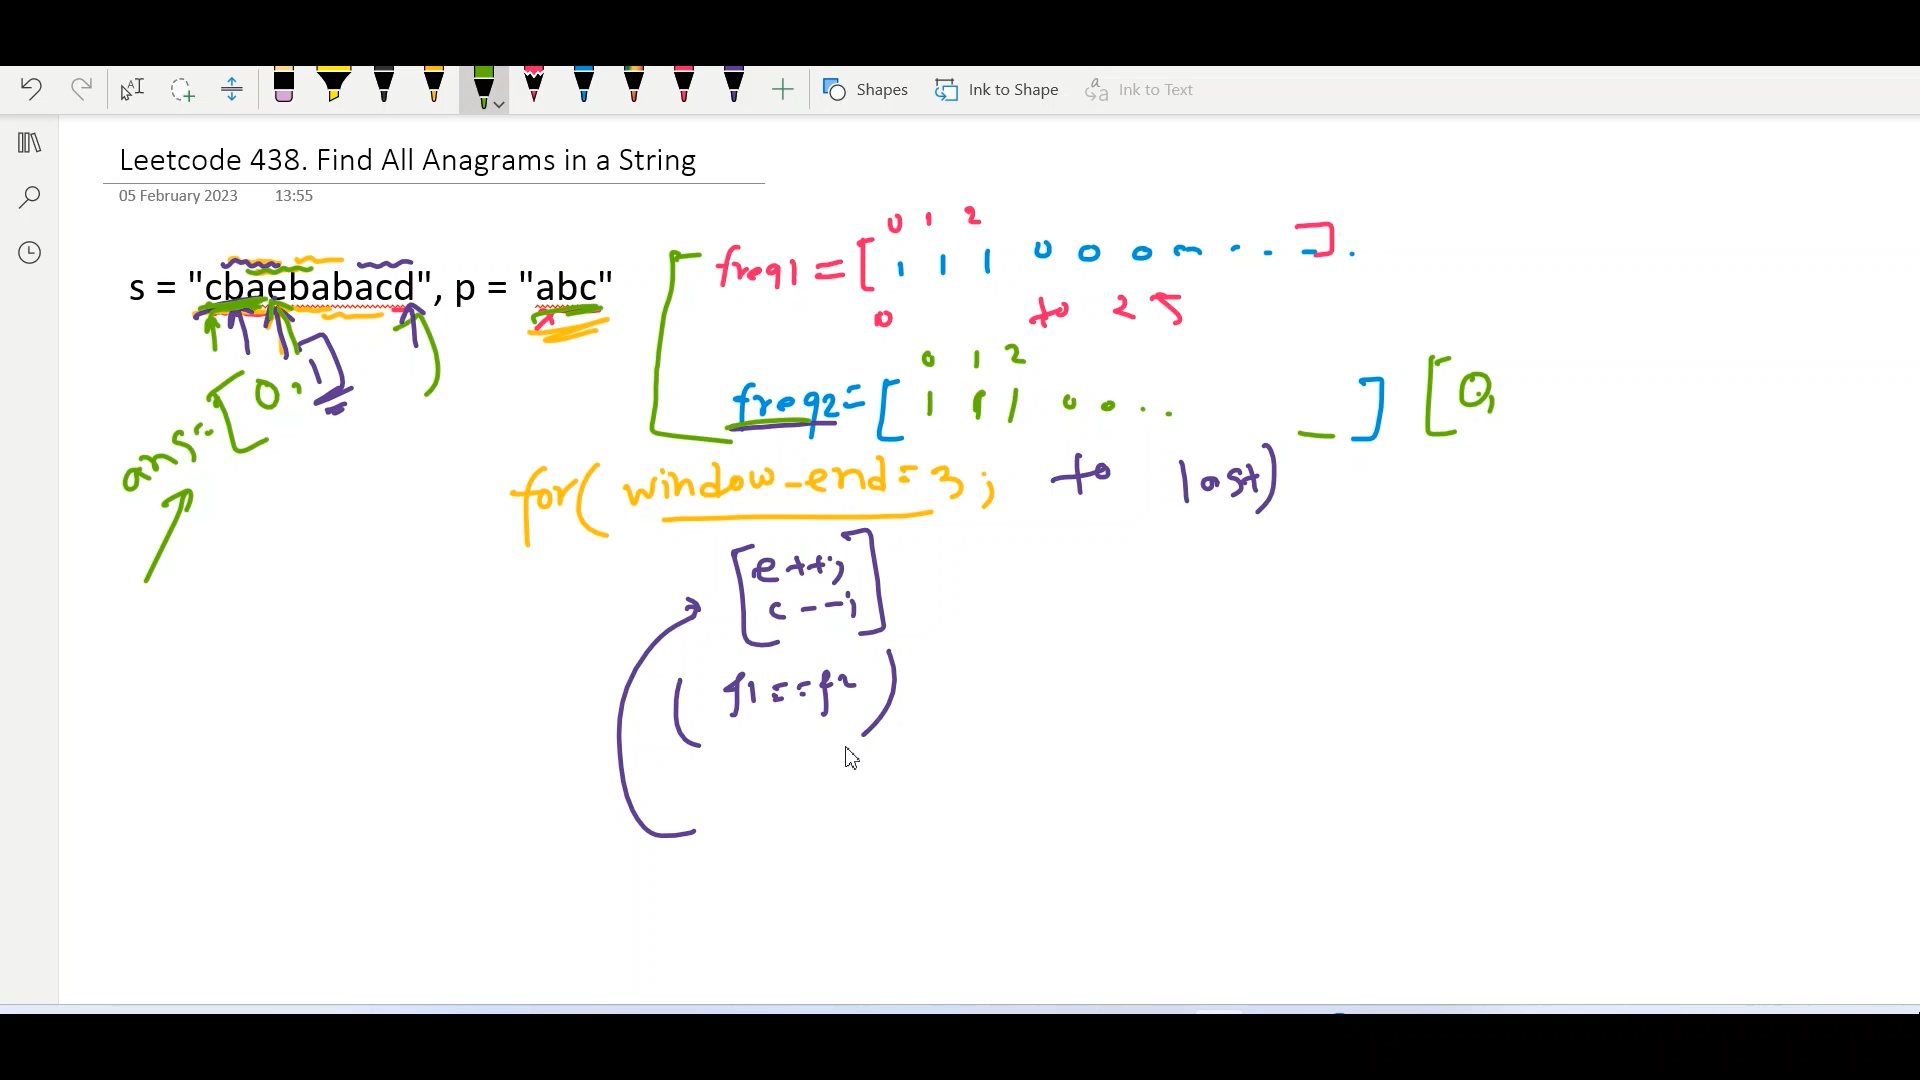 Shapes
Ink to Shape
Ink to Text
Leetcode 438. Find All Anagrams in a String
05 February 2023 13:55
0 1 2
freq1 = [ 1 1 1 0 0 0 ... ]
s = "cbaebabacd", p = "abc"
0 to 25
0 1 2
freq2 = [ 1 1 1 0 0 .. _ ] [0,
ans = [0, 1]
for( window_end = 3; to last)
e++;
c--;
( f1 == f2 )